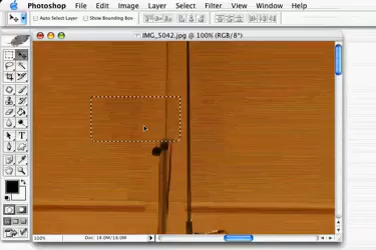 Photoshop File Edit Image Layer Select Filter View Window Help
Auto Select Layer Show Bounding Box
IMG_5042.jpg @ 100% (RGB/8*)
100% Doc: 18.0M/18.0M